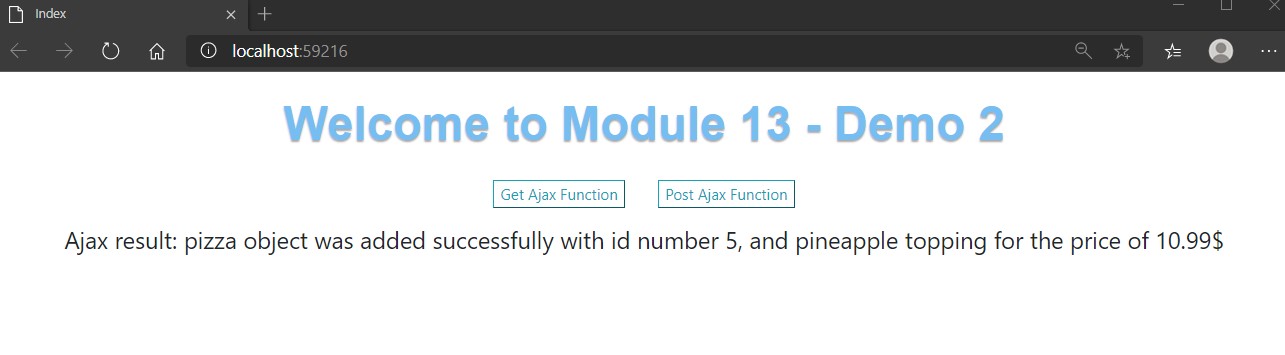 Index
localhost:59216
Welcome to Module 13 - Demo 2
Get Ajax Function Post Ajax Function
Ajax result: pizza object was added successfully with id number 5, and pineapple topping for the price of 10.99$